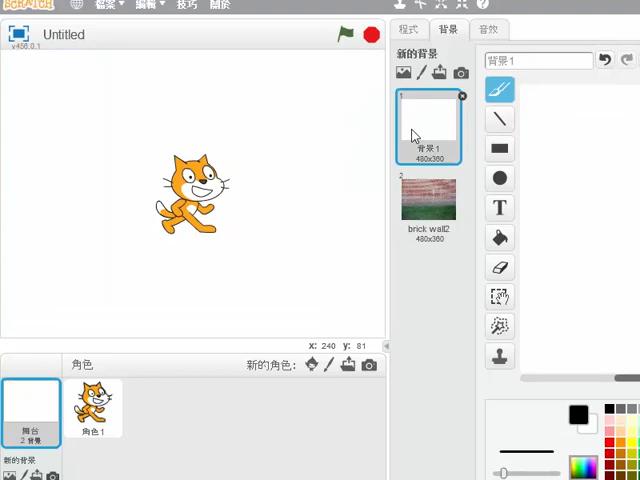 SCRATCH 檔案 編輯 技巧 關於
Untitled
v456.0.1
程式 背景 音效
新的背景
背景1
1
背景1
480x360
2
brick wall2
480x360
T
x: 240 y: 81
角色 新的角色:
舞台
2 背景
角色1
新的背景